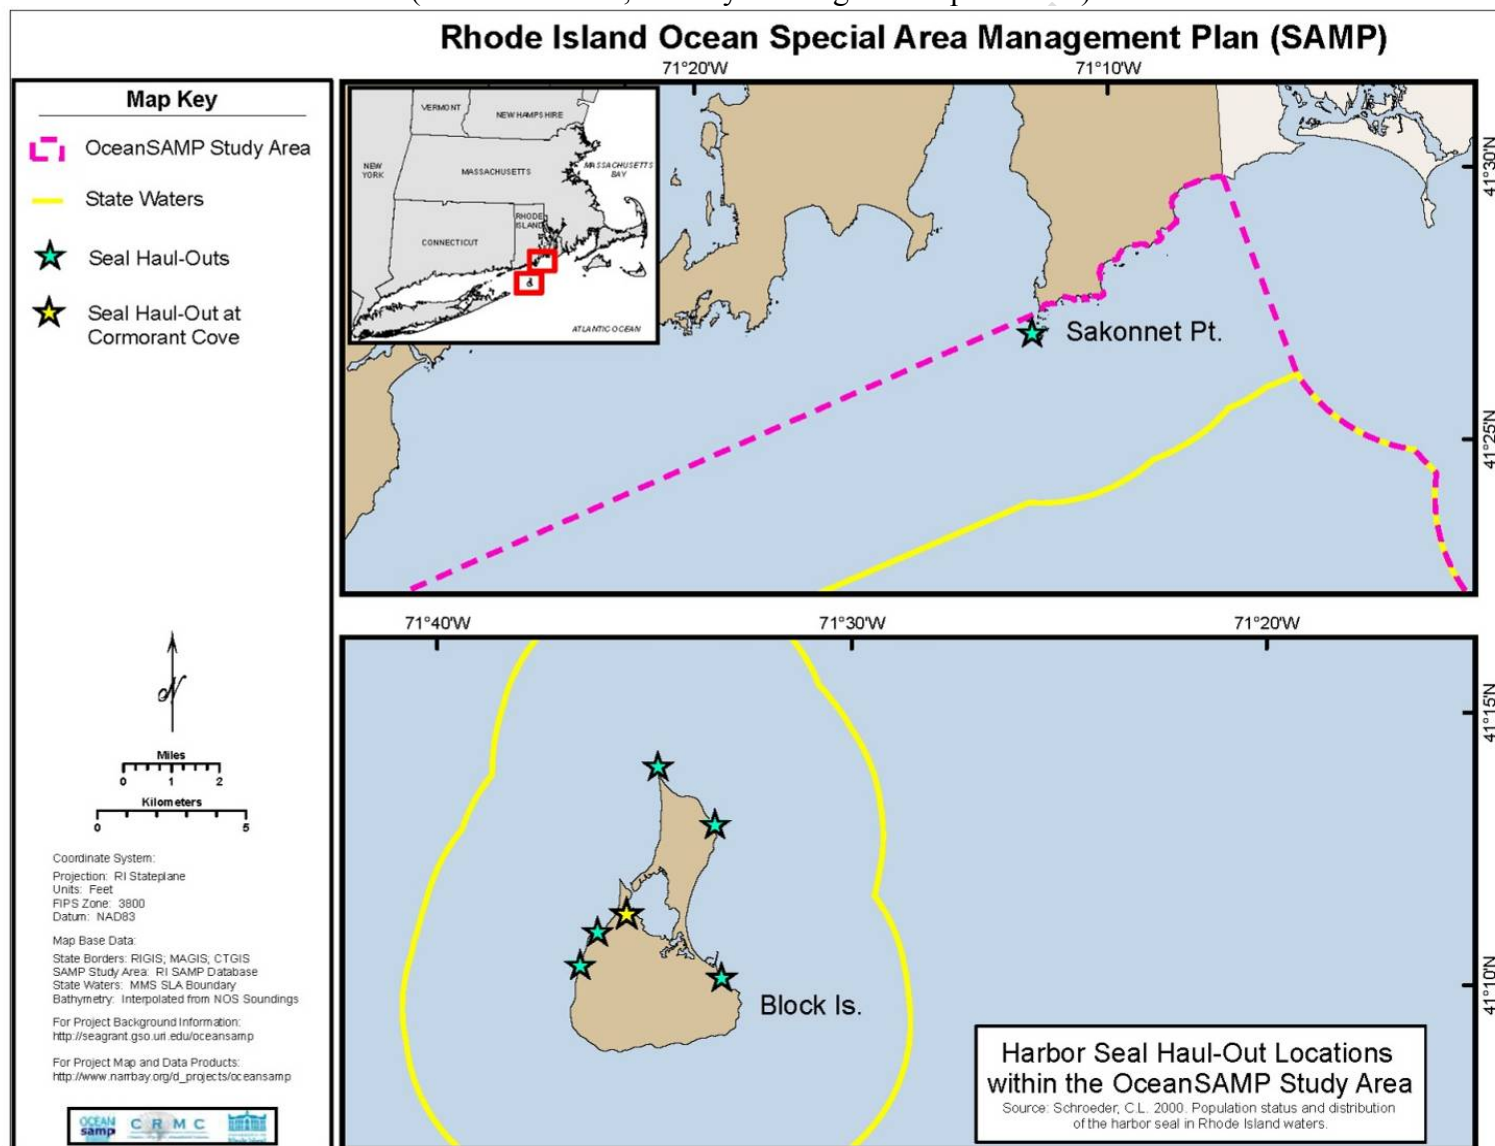 Rhode Island Ocean Special Area Management Plan (SAMP)
Map Key
OceanSAMP Study Area
State Waters
Seal Haul-Outs
Seal Haul-Out at
Cormorant Cove
N
Miles
0 1 2
Kilometers
0 5
Coordinate System:
Projection: RI Stateplane
Units: Feet
FIPS Zone: 3800
Datum: NAD83
Map Base Data:
State Borders: RIGIS; MAGIS; CTGIS
SAMP Study Area: RI SAMP Database
State Waters: MMS SLA Boundary
Bathymetry: Interpolated from NOS Soundings
For Project Background Information:
http://seagrant.gso.uri.edu/oceansamp
For Project Map and Data Products:
http://www.narrbay.org/d_projects/oceansamp
OCEAN
samp
C R M C
71°20'W 71°10'W
VERMONT
NEW HAMPSHIRE
NEW
YORK
MASSACHUSETTS
MASSACHUSETTS
BAY
RHODE
ISLAND
CONNECTICUT
ATLANTIC OCEAN
41°30'N
Sakonnet Pt.
41°25'N
71°40'W 71°30'W 71°20'W
41°15'N
41°10'N
Block Is.
Harbor Seal Haul-Out Locations
within the OceanSAMP Study Area
Source: Schroeder, C.L. 2000. Population status and distribution
of the harbor seal in Rhode Island waters.